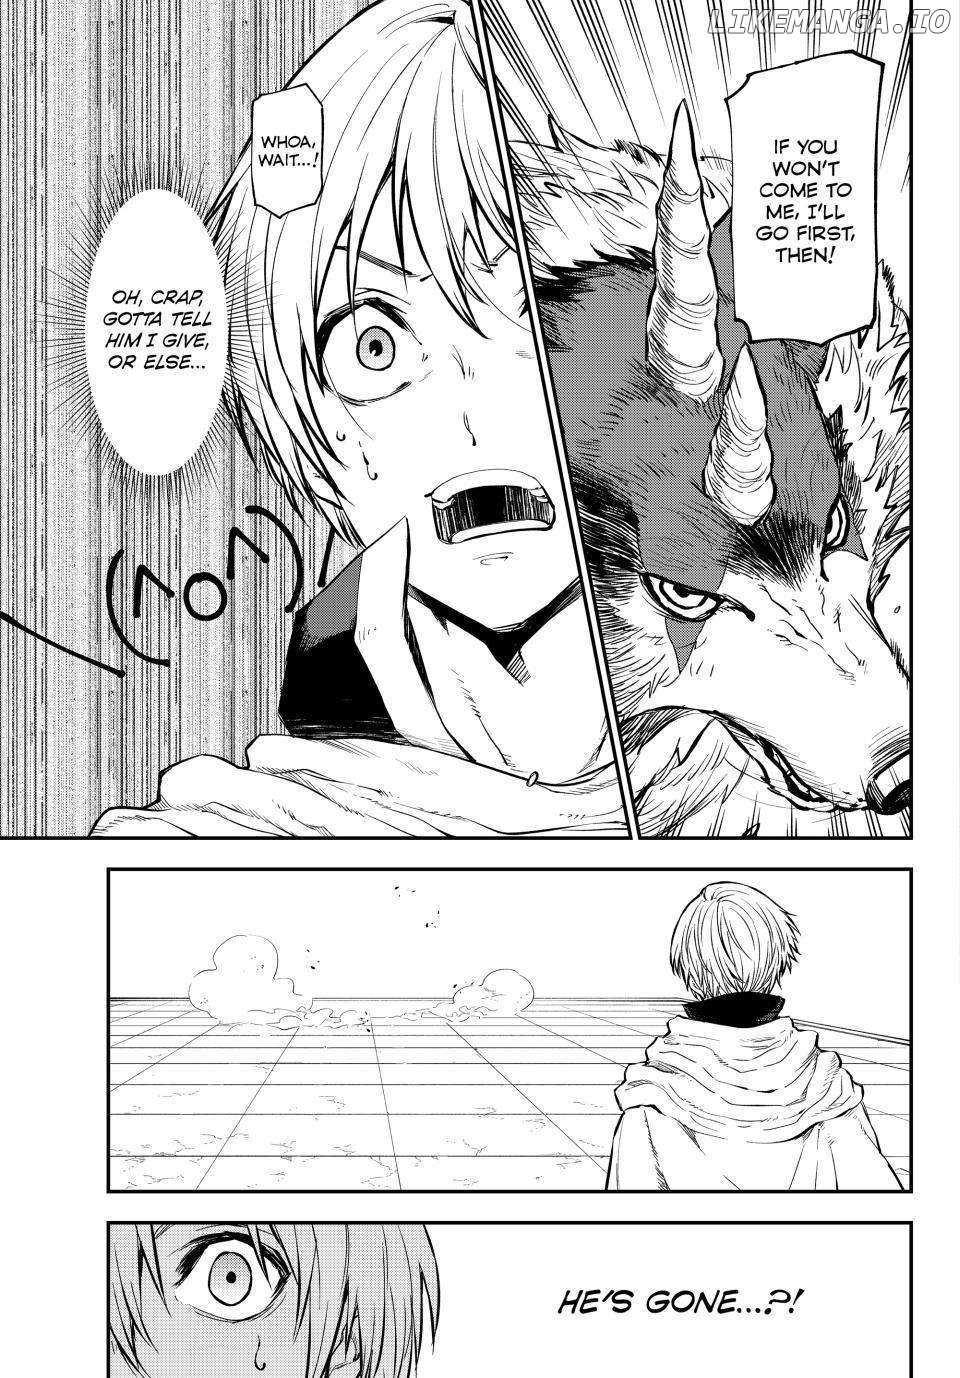 LIKEMANGA.IO
IF YOU
WON'T
COME TO
ME, I'LL
GO FIRST,
THEN!
WHOA,
WAIT...!
OH, CRAP,
GOTTA TELL
HIM I GIVE,
OR ELSE...
\(^o^)/
HE'S GONE...?!